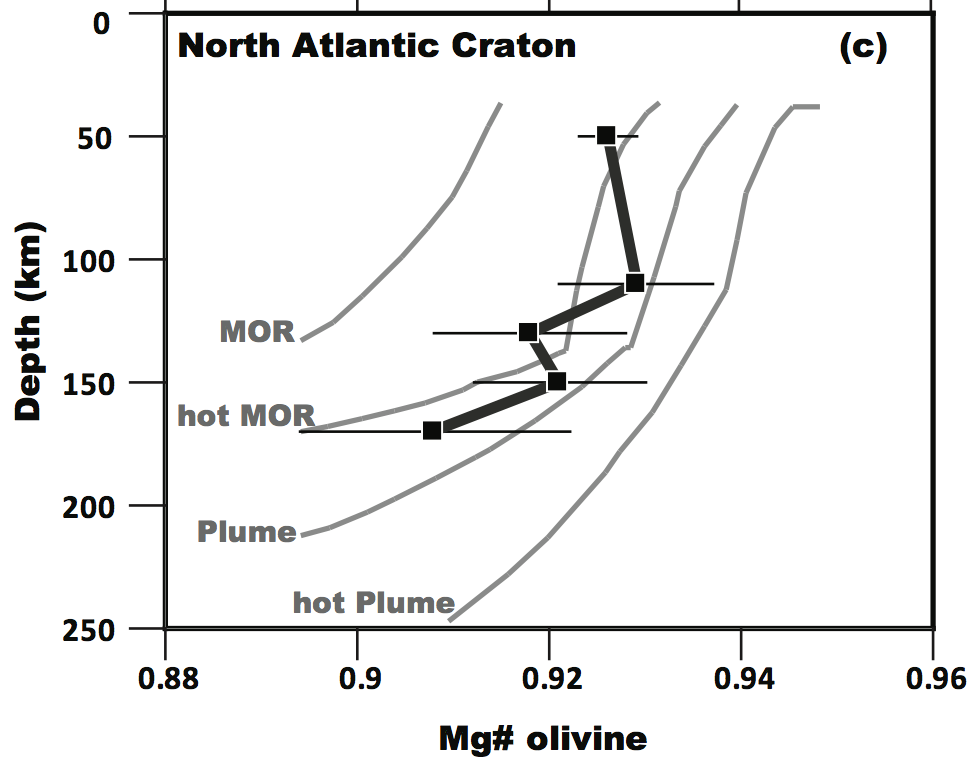 North Atlantic Craton (c)
0
50
100
150
200
250
Depth (km)
MOR
hot MOR
Plume
hot Plume
0.88 0.9 0.92 0.94 0.96
Mg# olivine